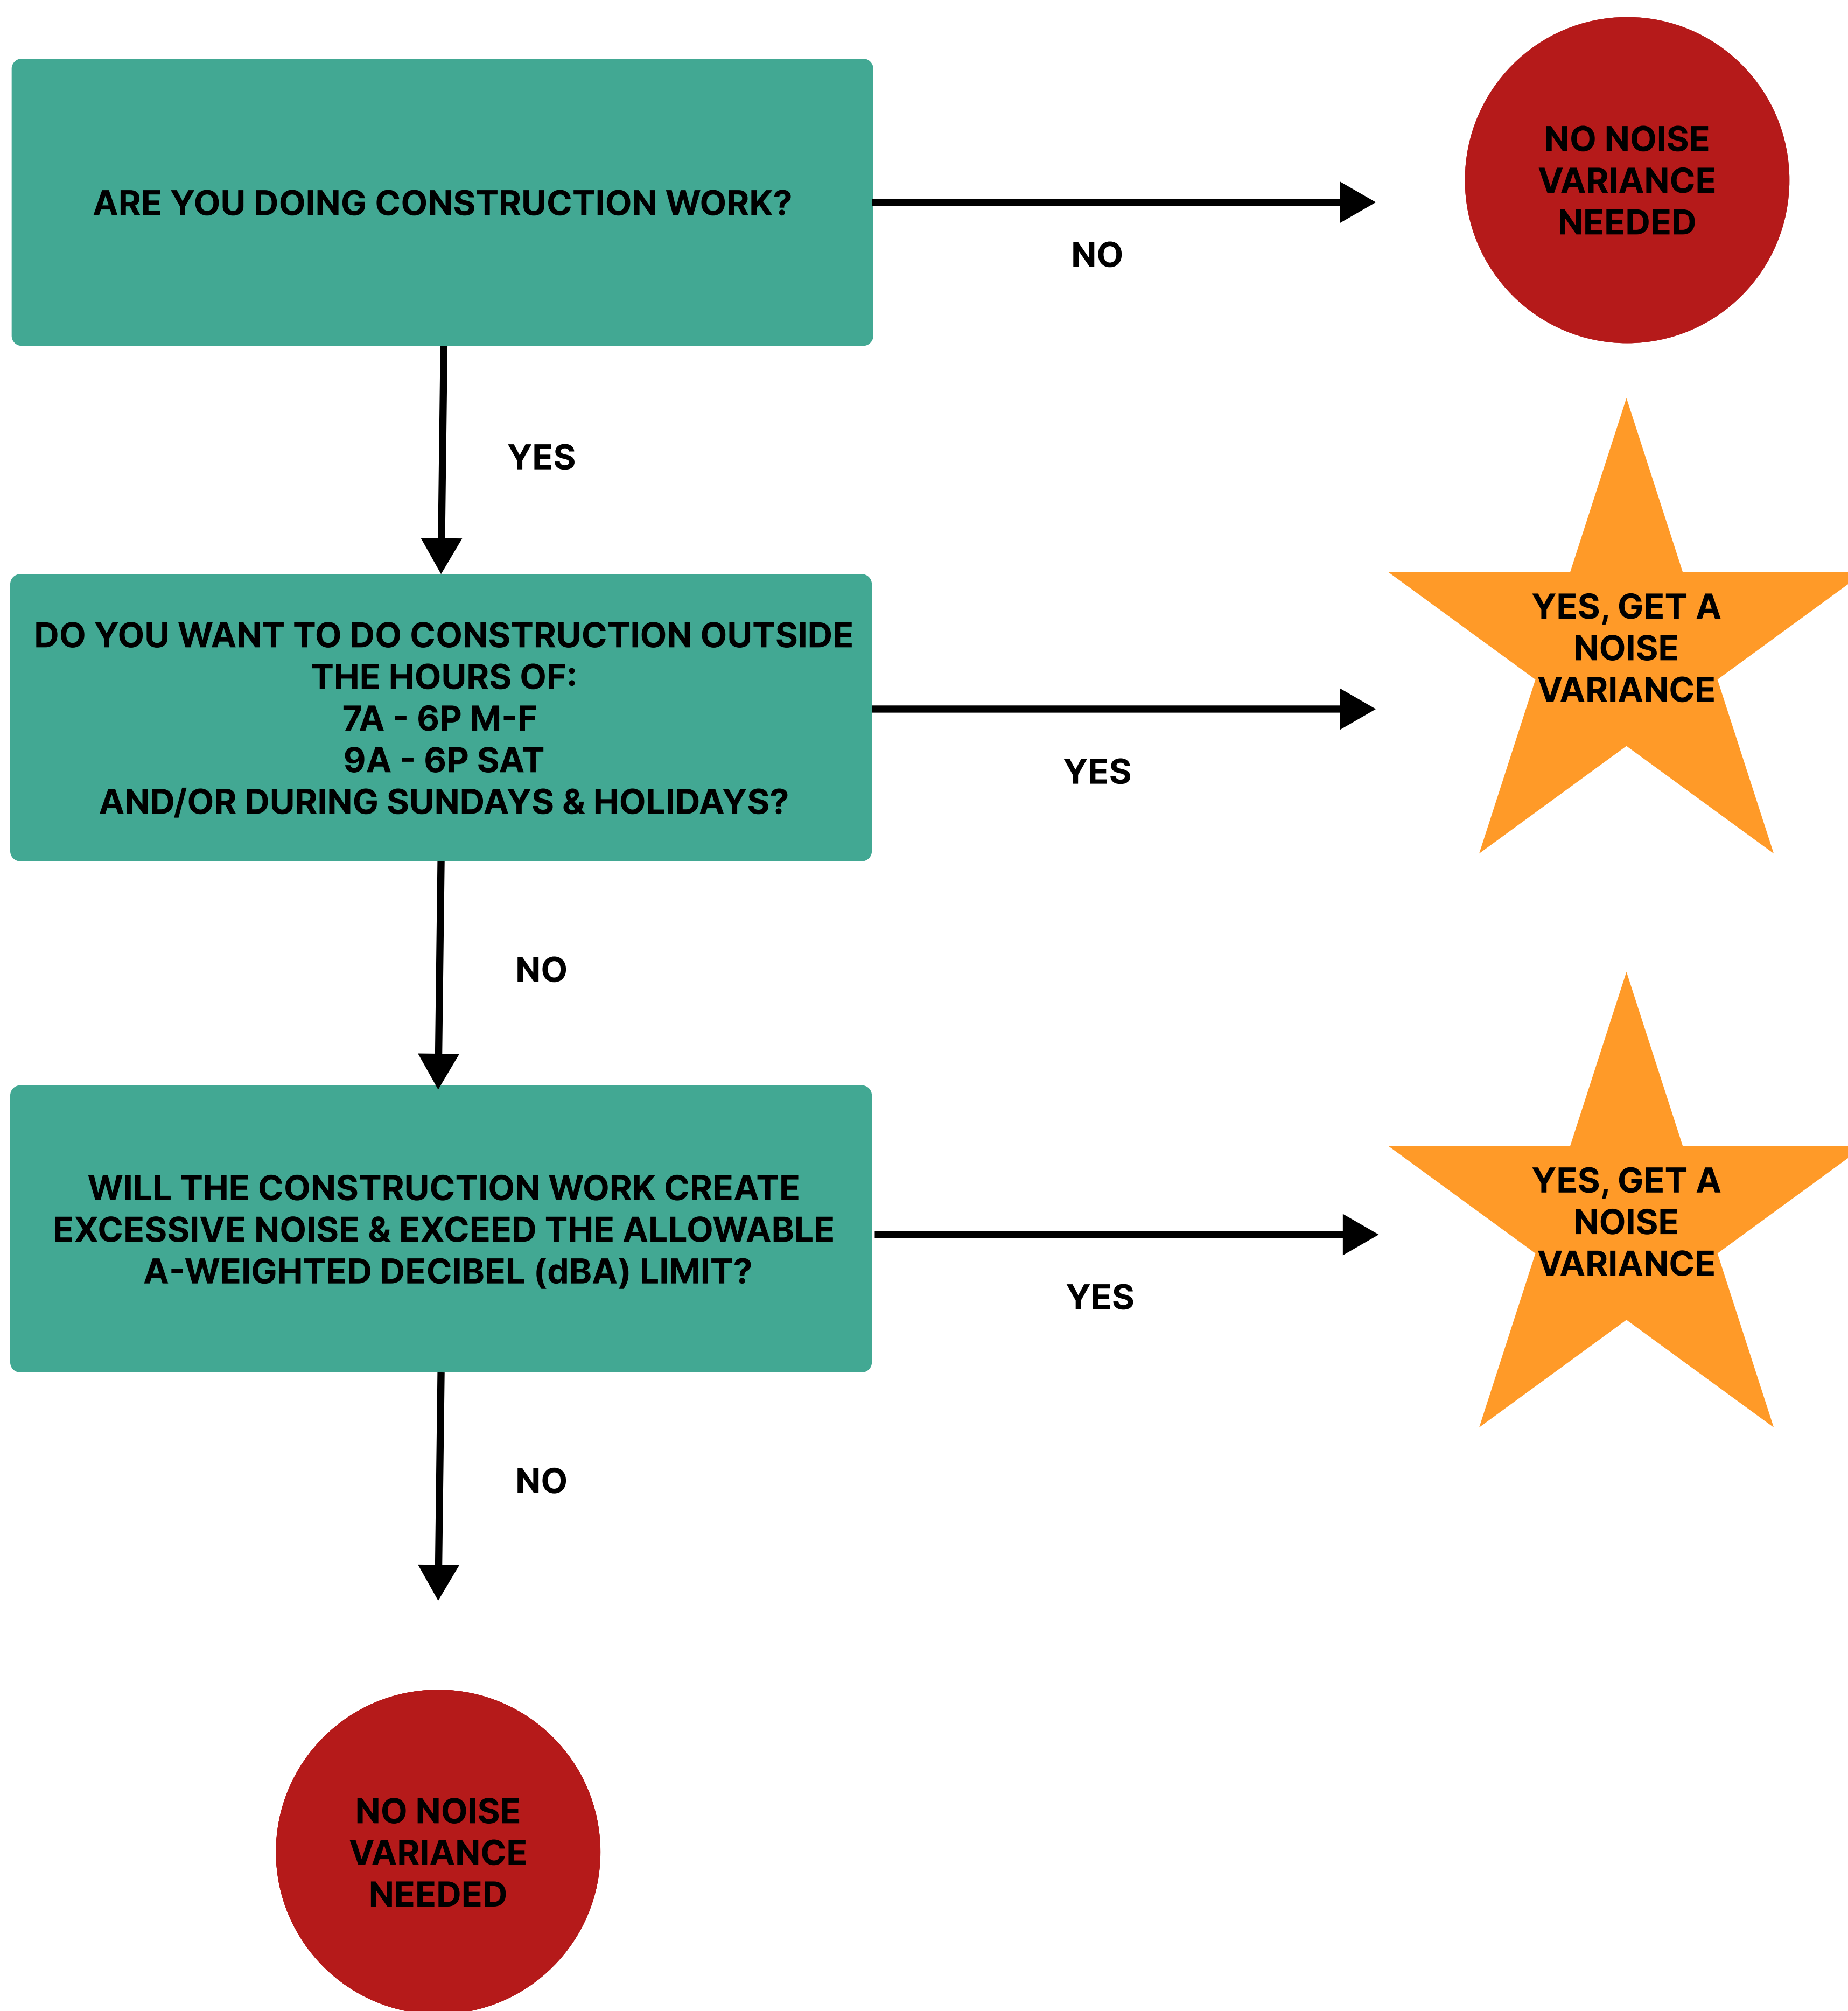 ARE YOU DOING CONSTRUCTION WORK?
NO
NO NOISE
VARIANCE
NEEDED
YES
DO YOU WANT TO DO CONSTRUCTION OUTSIDE
THE HOURS OF:
7A - 6P M-F
9A - 6P SAT
AND/OR DURING SUNDAYS & HOLIDAYS?
YES
YES, GET A
NOISE
VARIANCE
NO
WILL THE CONSTRUCTION WORK CREATE
EXCESSIVE NOISE & EXCEED THE ALLOWABLE
A-WEIGHTED DECIBEL (dBA) LIMIT?
YES
YES, GET A
NOISE
VARIANCE
NO
NO NOISE
VARIANCE
NEEDED